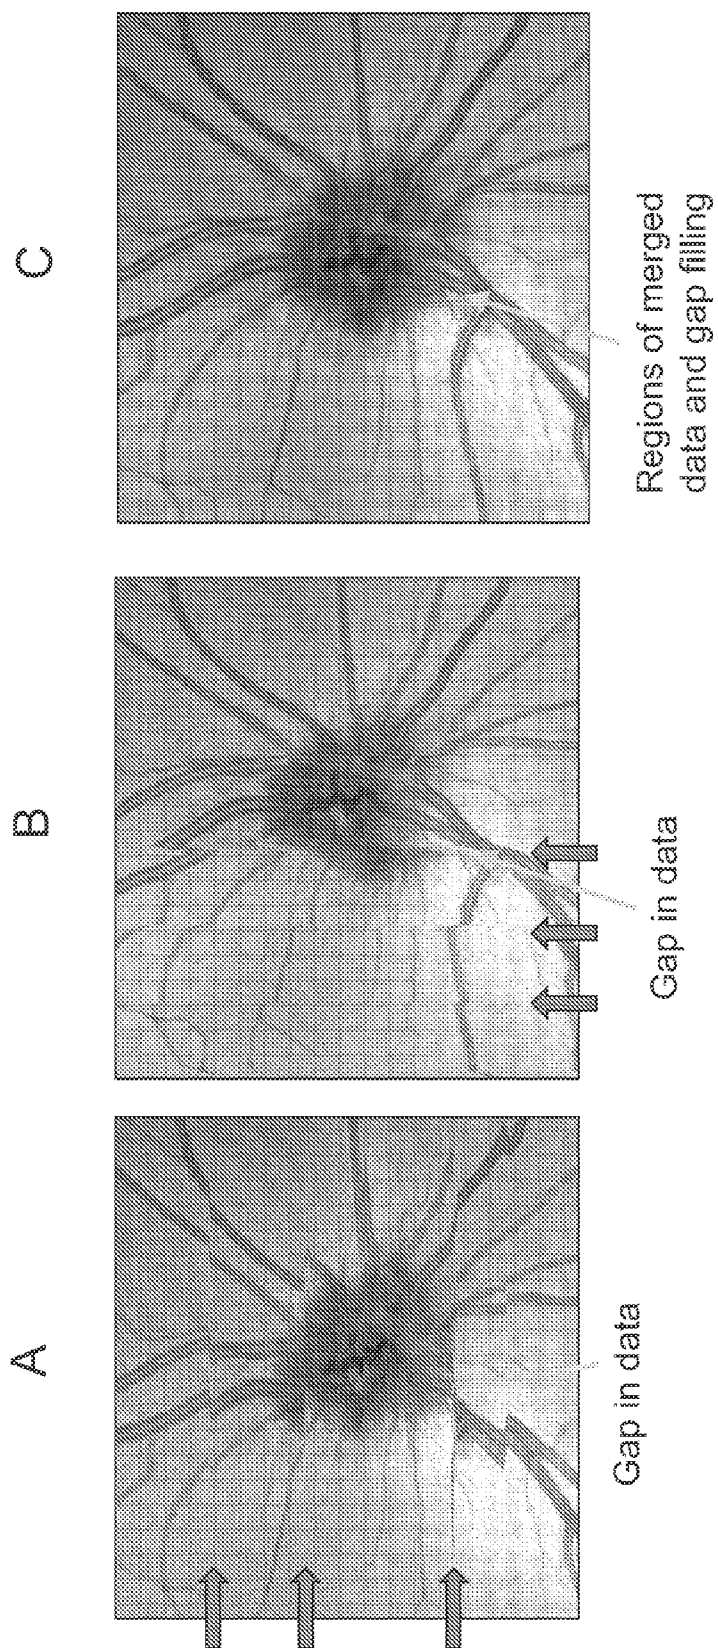 A
Gap in data
B
Gap in data
C
Regions of merged
data and gap filling